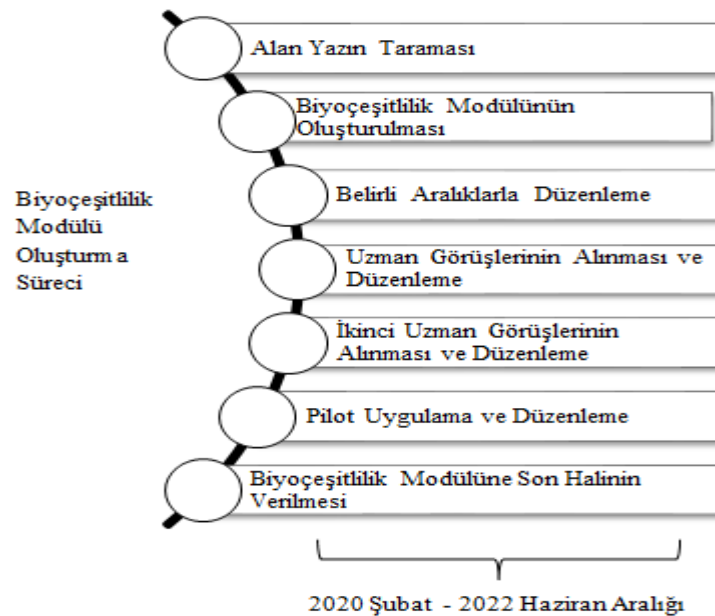 Alan Yazın Taraması
Biyoçeşitlilik Modülünün
Oluşturulması
Belirli Aralıklarla Düzenleme
Biyoçeşitlilik
Modülü
Oluşturma
Süreci
Uzman Görüşlerinin Alınması ve
Düzenleme
İkinci Uzman Görüşlerinin
Alınması ve Düzenleme
Pilot Uygulama ve Düzenleme
Biyoçeşitlilik Modülüne Son Halinin
Verilmesi
2020 Şubat - 2022 Haziran Aralığı